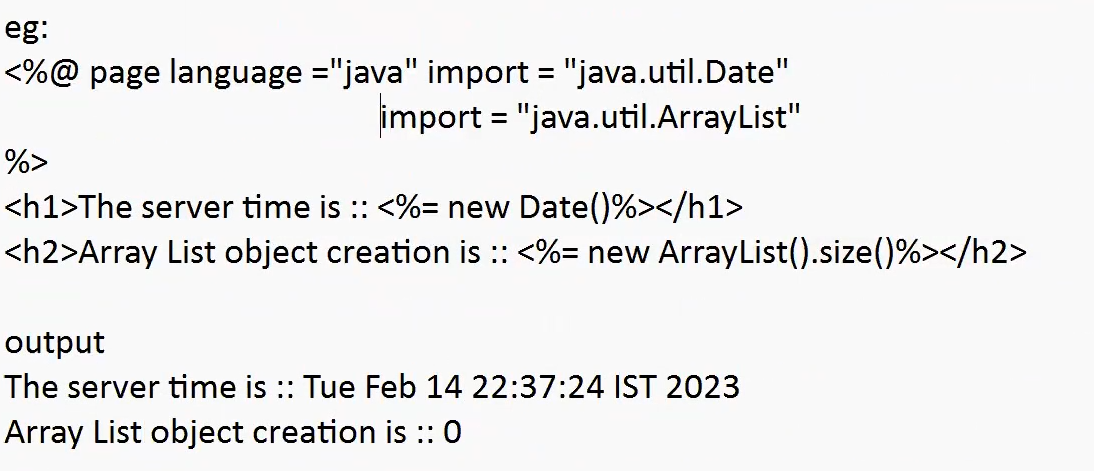 eg:
<%@ page language ="java" import = "java.util.Date"
import = "java.util.ArrayList"
%>
<h1>The server time is :: <%= new Date()%></h1>
<h2>Array List object creation is :: <%= new ArrayList().size()%></h2>
output
The server time is :: Tue Feb 14 22:37:24 IST 2023
Array List object creation is :: 0